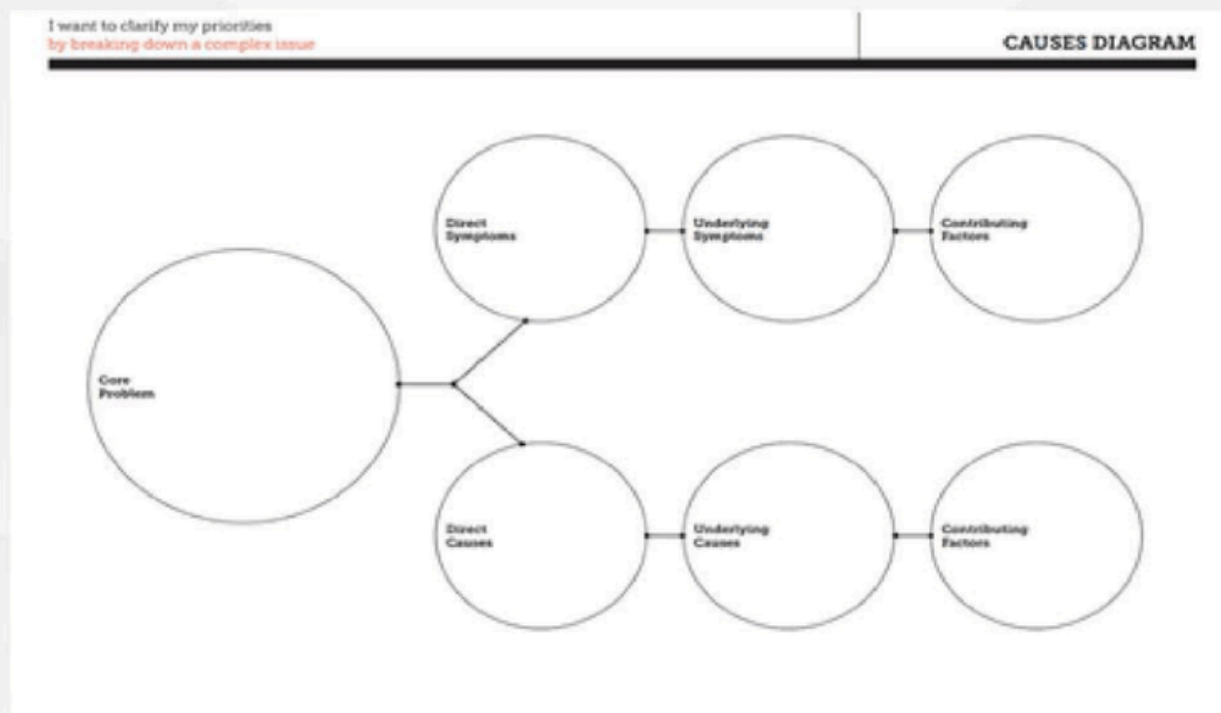 I want to clarify my priorities
by breaking down a complex issue
CAUSES DIAGRAM
Core
Problem
Direct
Symptoms
Underlying
Symptoms
Contributing
Factors
Direct
Causes
Underlying
Causes
Contributing
Factors